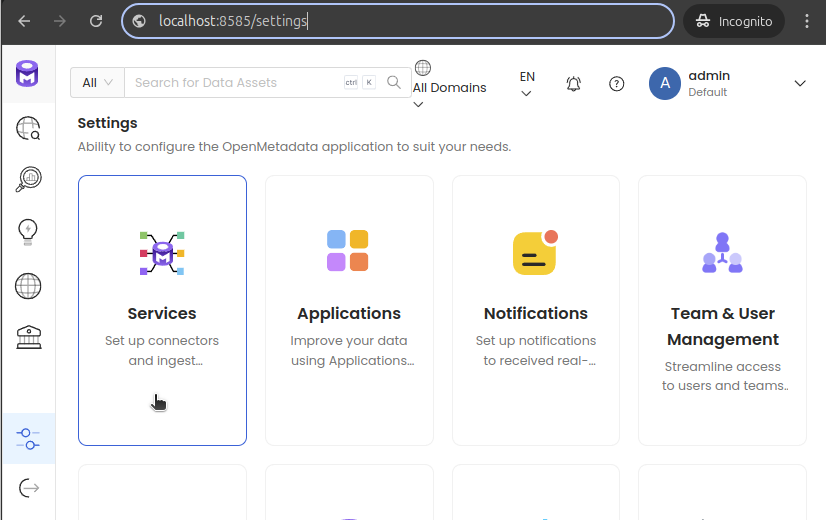 localhost:8585/settings
Incognito
All
Search for Data Assets
ctrl K
All Domains
EN
A
admin
Default
Settings
Ability to configure the OpenMetadata application to suit your needs.
Services
Set up connectors
and ingest...
Applications
Improve your data
using Applications...
Notifications
Set up notifications
to received real-...
Team & User
Management
Streamline access
to users and teams..